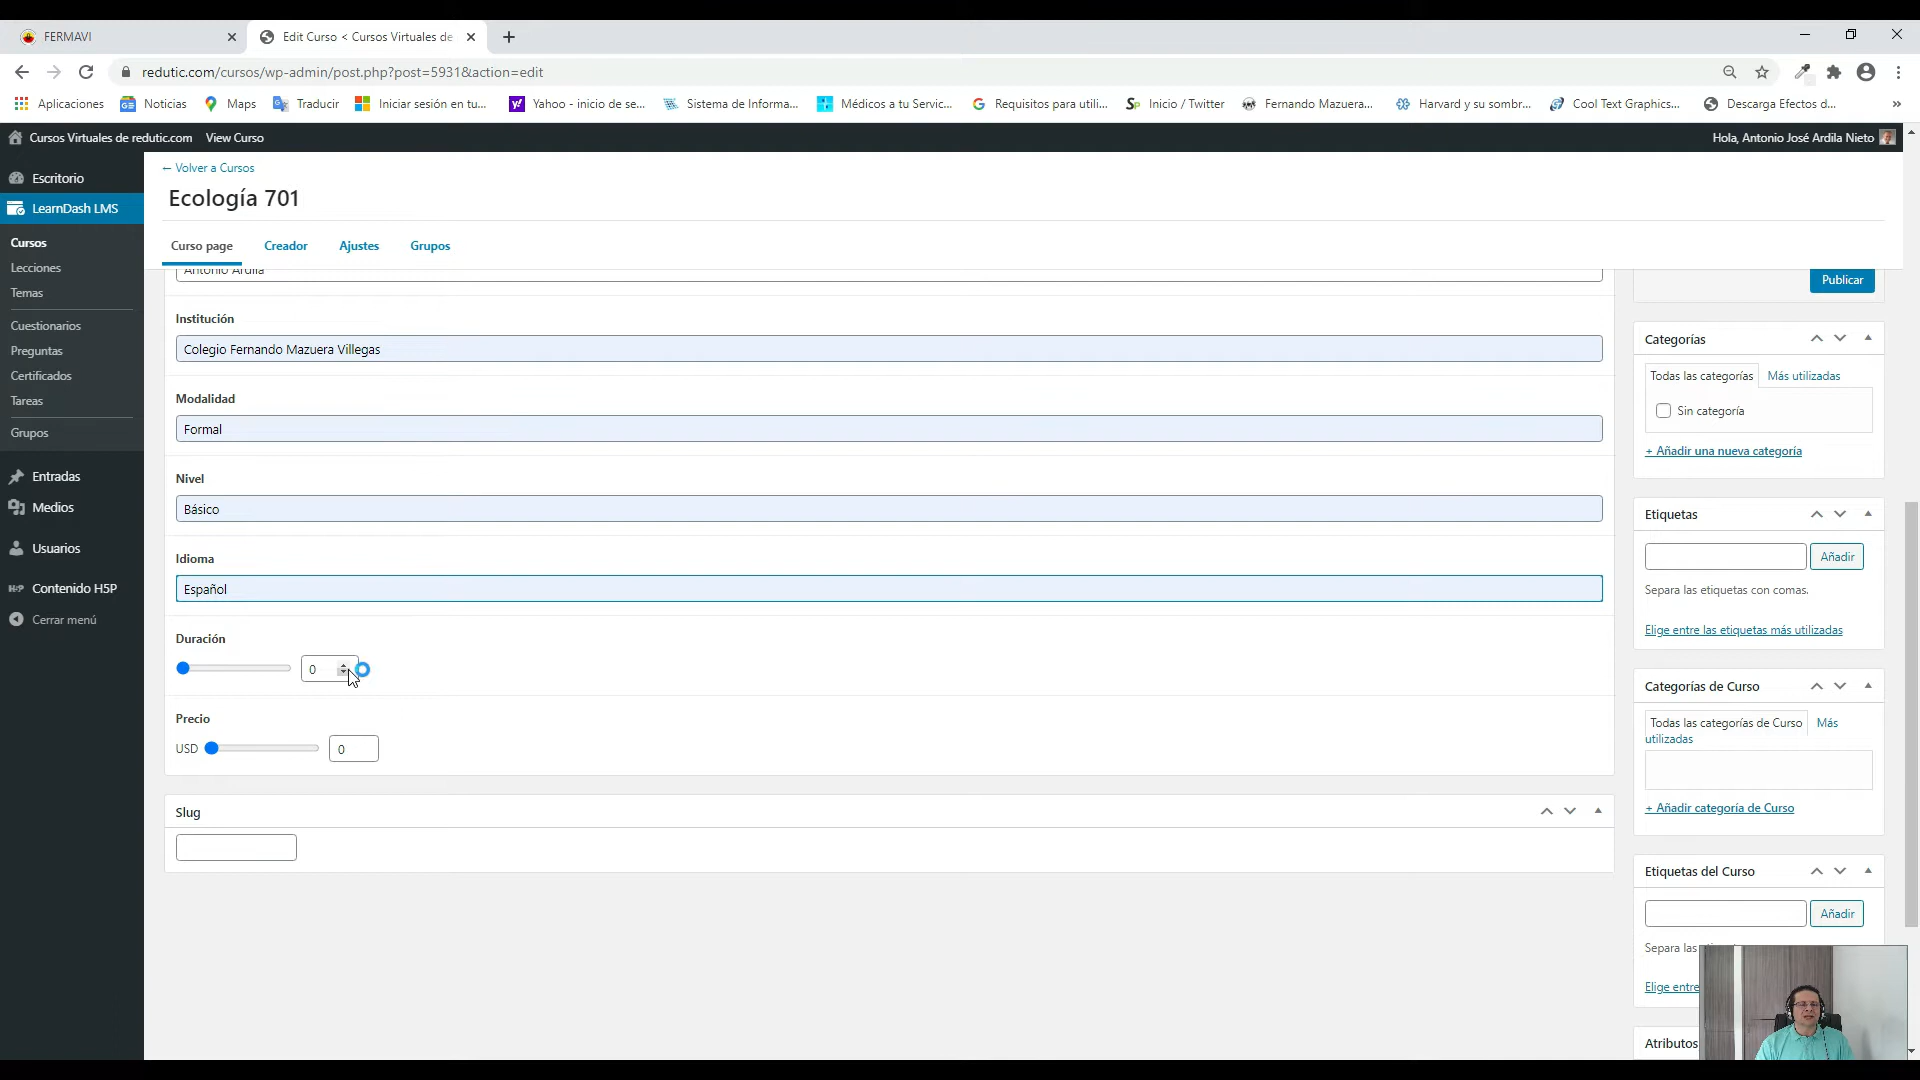 FERMAVI
Edit Curso < Cursos Virtuales de
redutic.com/cursos/wp-admin/post.php?post=5931&action=edit
Aplicaciones
Noticias
Maps
Traducir
Iniciar sesión en tu...
Yahoo - inicio de se...
Sistema de Informa...
Médicos a tu Servic...
Requisitos para utili...
Inicio / Twitter
Fernando Mazuera...
Harvard y su sombr...
Cool Text Graphics...
Descarga Efectos d...
Cursos Virtuales de redutic.com
View Curso
Hola, Antonio José Ardila Nieto
Escritorio
LearnDash LMS
Cursos
Lecciones
Temas
Cuestionarios
Preguntas
Certificados
Tareas
Grupos
Entradas
Medios
Usuarios
H5P Contenido H5P
Cerrar menú
← Volver a Cursos
Ecología 701
Curso page
Creador
Ajustes
Grupos
Antonio Ardila
Institución
Colegio Fernando Mazuera Villegas
Modalidad
Formal
Nivel
Básico
Idioma
Español
Duración
0
Precio
USD
0
Slug
Publicar
Categorías
Todas las categorías
Más utilizadas
Sin categoría
+ Añadir una nueva categoría
Etiquetas
Añadir
Separa las etiquetas con comas.
Elige entre las etiquetas más utilizadas
Categorías de Curso
Todas las categorías de Curso
Más
utilizadas
+ Añadir categoría de Curso
Etiquetas del Curso
Añadir
Separa las
Elige entre
Atributos